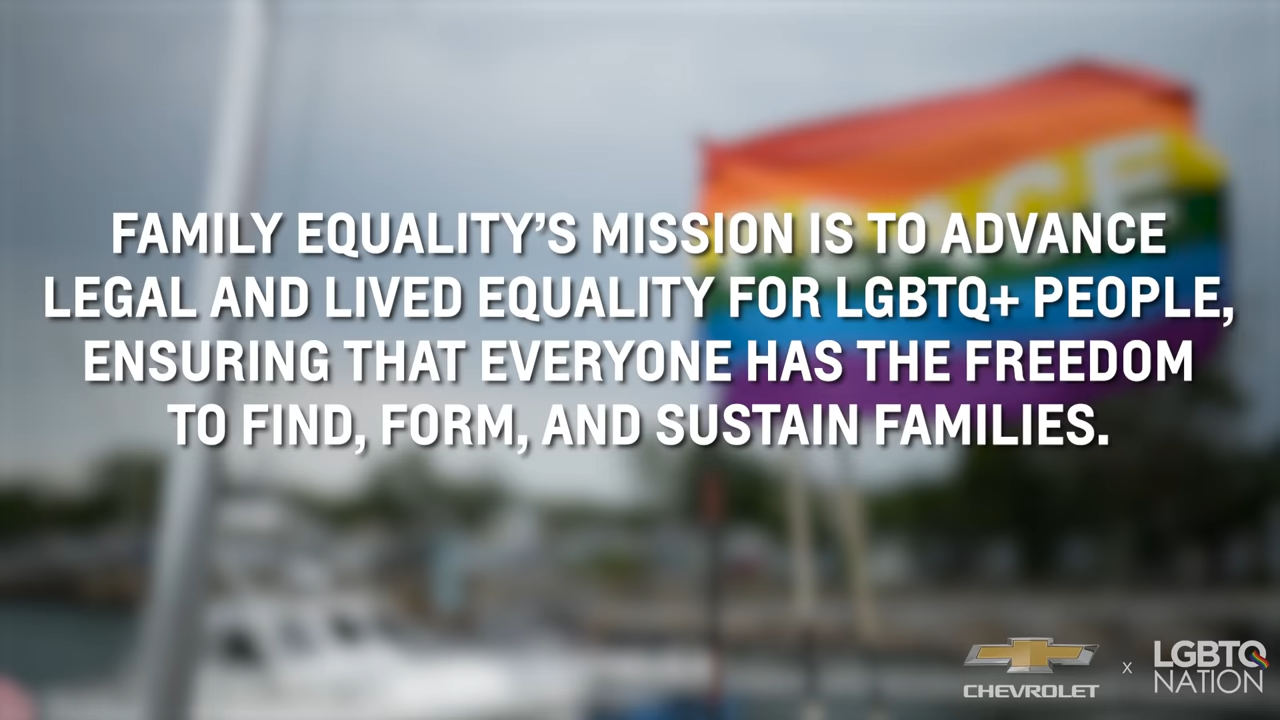 FAMILY EQUALITY’S MISSION IS TO ADVANCE
LEGAL AND LIVED EQUALITY FOR LGBTQ+ PEOPLE,
ENSURING THAT EVERYONE HAS THE FREEDOM
TO FIND, FORM, AND SUSTAIN FAMILIES.
CHEVROLET
X
LGBTQ
NATION